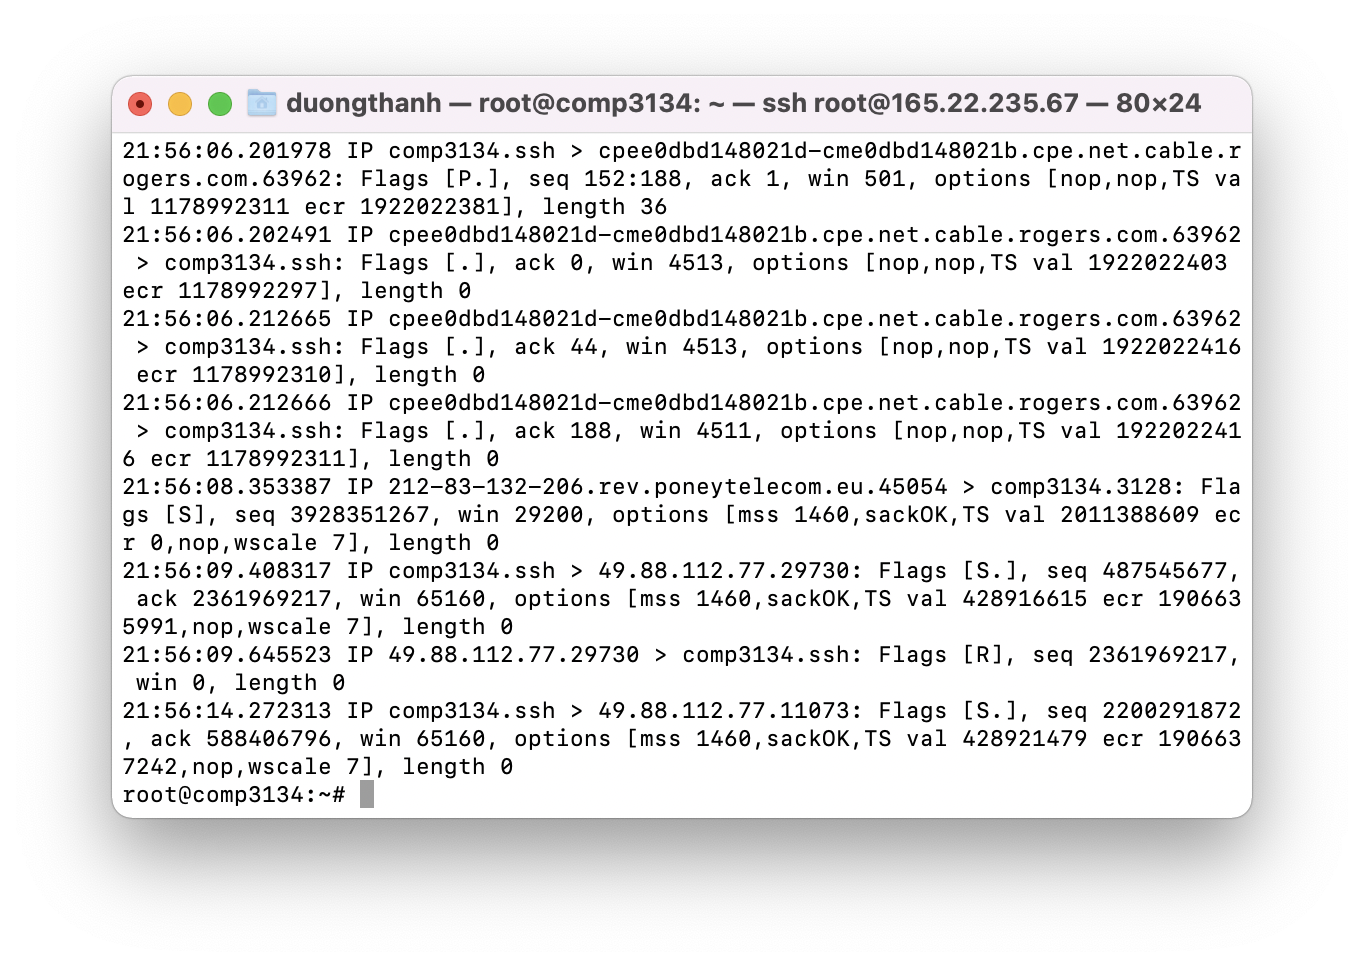 duongthanh — root@comp3134: ~ — ssh root@165.22.235.67 — 80×24
21:56:06.201978 IP comp3134.ssh > cpee0dbd148021d-cme0dbd148021b.cpe.net.cable.r
ogers.com.63962: Flags [P.], seq 152:188, ack 1, win 501, options [nop,nop,TS va
l 1178992311 ecr 1922022381], length 36
21:56:06.202491 IP cpee0dbd148021d-cme0dbd148021b.cpe.net.cable.rogers.com.63962
 > comp3134.ssh: Flags [.], ack 0, win 4513, options [nop,nop,TS val 1922022403
ecr 1178992297], length 0
21:56:06.212665 IP cpee0dbd148021d-cme0dbd148021b.cpe.net.cable.rogers.com.63962
 > comp3134.ssh: Flags [.], ack 44, win 4513, options [nop,nop,TS val 1922022416
 ecr 1178992310], length 0
21:56:06.212666 IP cpee0dbd148021d-cme0dbd148021b.cpe.net.cable.rogers.com.63962
 > comp3134.ssh: Flags [.], ack 188, win 4511, options [nop,nop,TS val 192202241
6 ecr 1178992311], length 0
21:56:08.353387 IP 212-83-132-206.rev.poneytelecom.eu.45054 > comp3134.3128: Fla
gs [S], seq 3928351267, win 29200, options [mss 1460,sackOK,TS val 2011388609 ec
r 0,nop,wscale 7], length 0
21:56:09.408317 IP comp3134.ssh > 49.88.112.77.29730: Flags [S.], seq 487545677,
 ack 2361969217, win 65160, options [mss 1460,sackOK,TS val 428916615 ecr 190663
5991,nop,wscale 7], length 0
21:56:09.645523 IP 49.88.112.77.29730 > comp3134.ssh: Flags [R], seq 2361969217,
 win 0, length 0
21:56:14.272313 IP comp3134.ssh > 49.88.112.77.11073: Flags [S.], seq 2200291872
, ack 588406796, win 65160, options [mss 1460,sackOK,TS val 428921479 ecr 190663
7242,nop,wscale 7], length 0
root@comp3134:~#